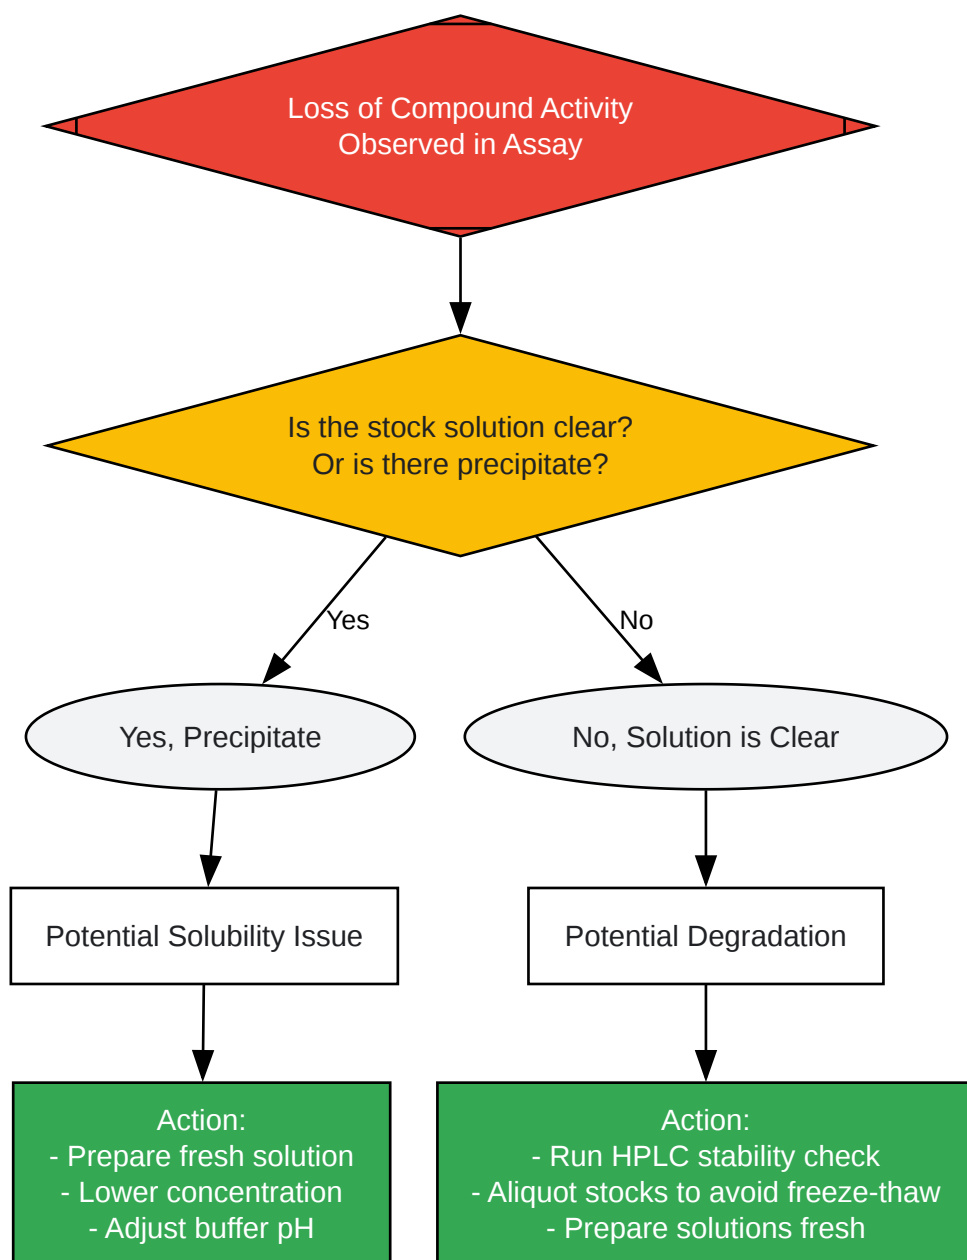 Loss of Compound Activity
Observed in Assay
Is the stock solution clear?
Or is there precipitate?
Yes
No
Yes, Precipitate
No, Solution is Clear
Potential Solubility Issue
Potential Degradation
Action:
- Prepare fresh solution
- Lower concentration
- Adjust buffer pH
Action:
- Run HPLC stability check
- Aliquot stocks to avoid freeze-thaw
- Prepare solutions fresh